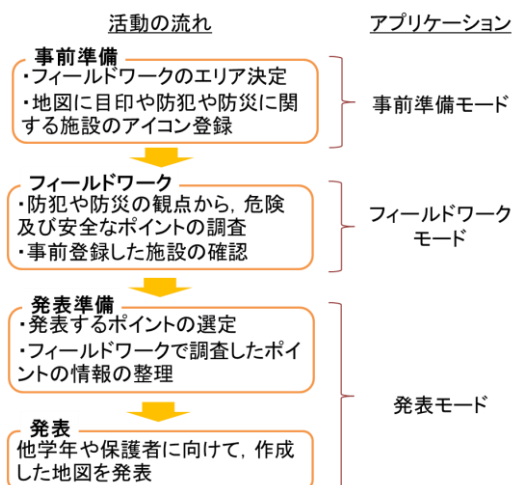 活動の流れ
アプリケーション
事前準備
・フィールドワークのエリア決定
・地図に目印や防犯や防災に関
する施設のアイコン登録
事前準備モード
フィールドワーク
・防犯や防災の観点から, 危険
及び安全なポイントの調査
・事前登録した施設の確認
フィールドワーク
モード
発表準備
・発表するポイントの選定
・フィールドワークで調査したポイ
ントの情報の整理
発表モード
発表
他学年や保護者に向けて, 作成
した地図を発表